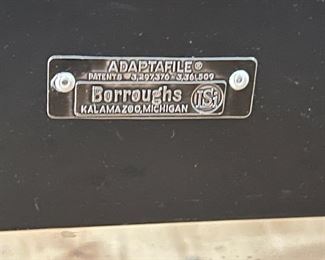 ADAPTAFILE®
PATENTS 3,297,376 - 3,361,509
Borroughs
KALAMAZOO, MICHIGAN